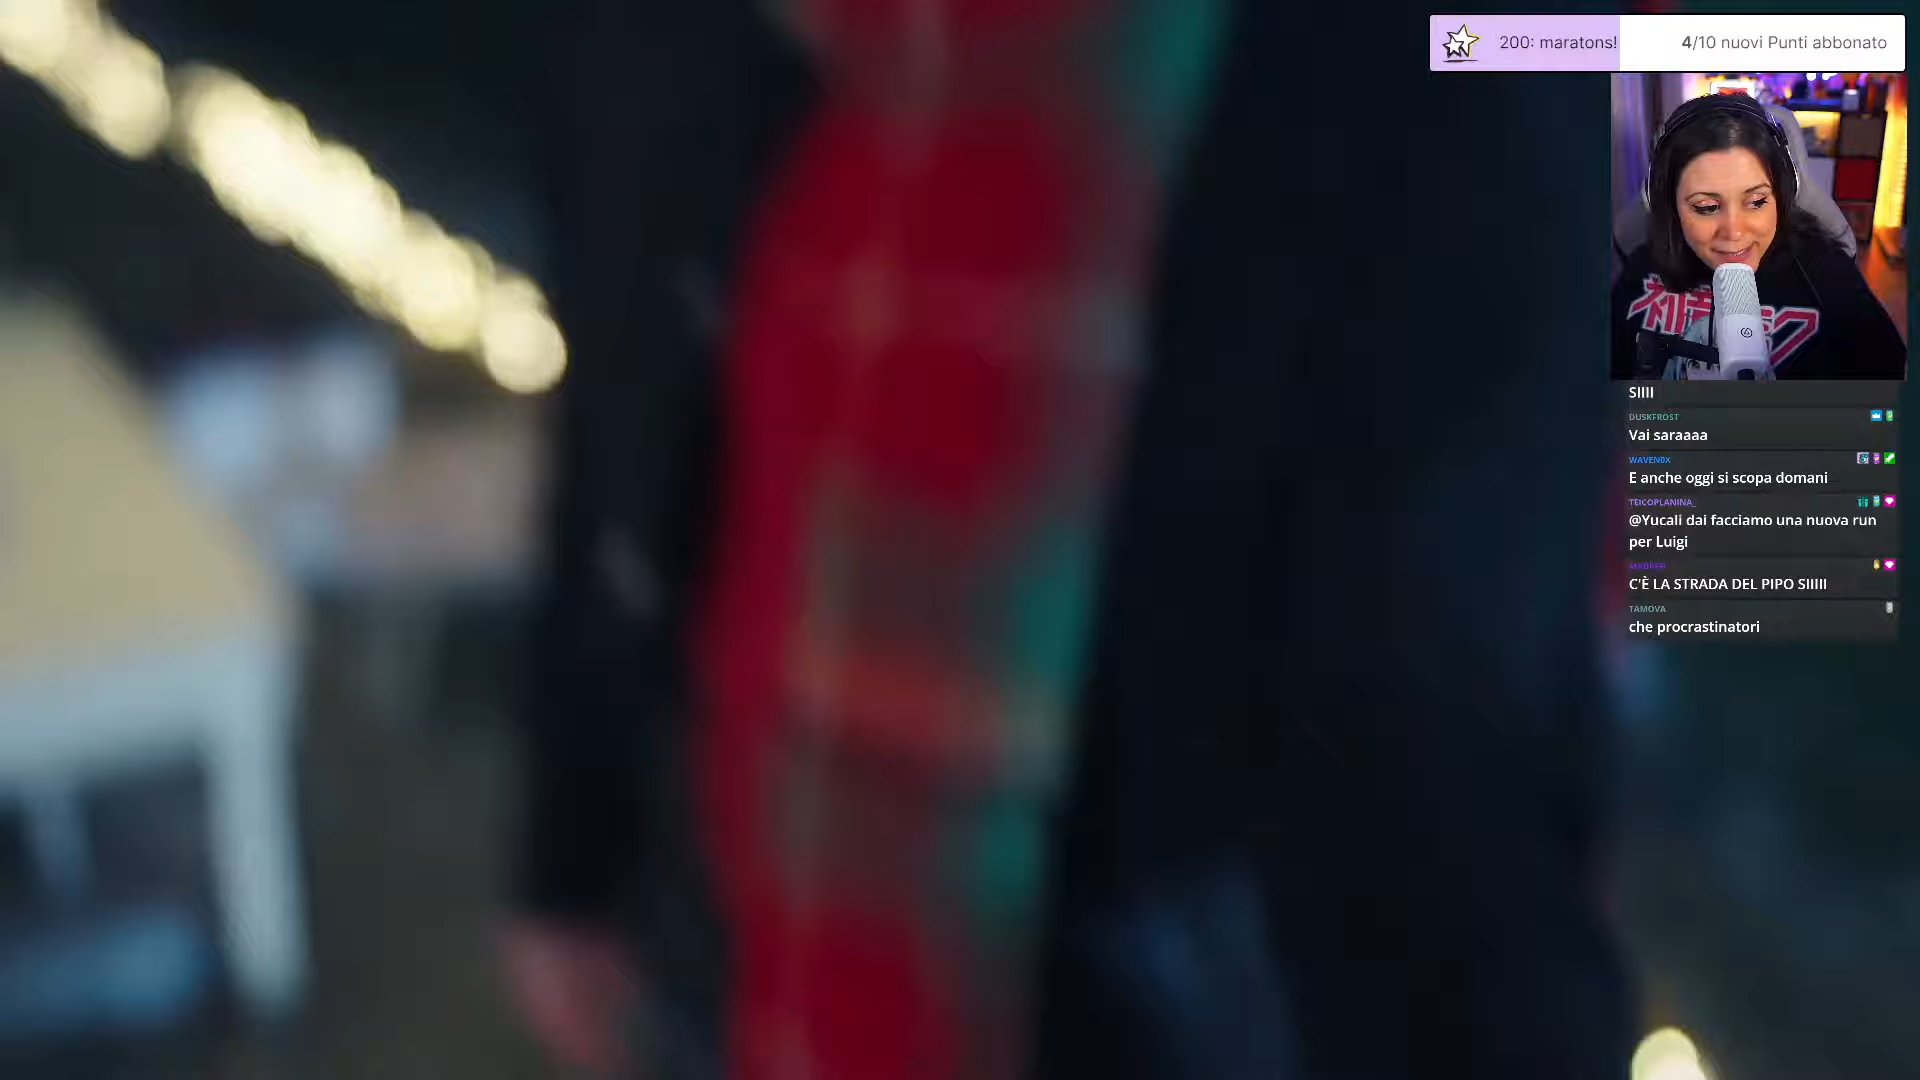 200: maratons!
4/10 nuovi Punti abbonato
SIIII
DUSKFROST
Vai saraaaa
WAVENOX
E anche oggi si scopa domani
TEICOPLANINA_
@Yucali dai facciamo una nuova run
per Luigi
C'È LA STRADA DEL PIPO SIIIII
TAMOVA
che procrastinatori